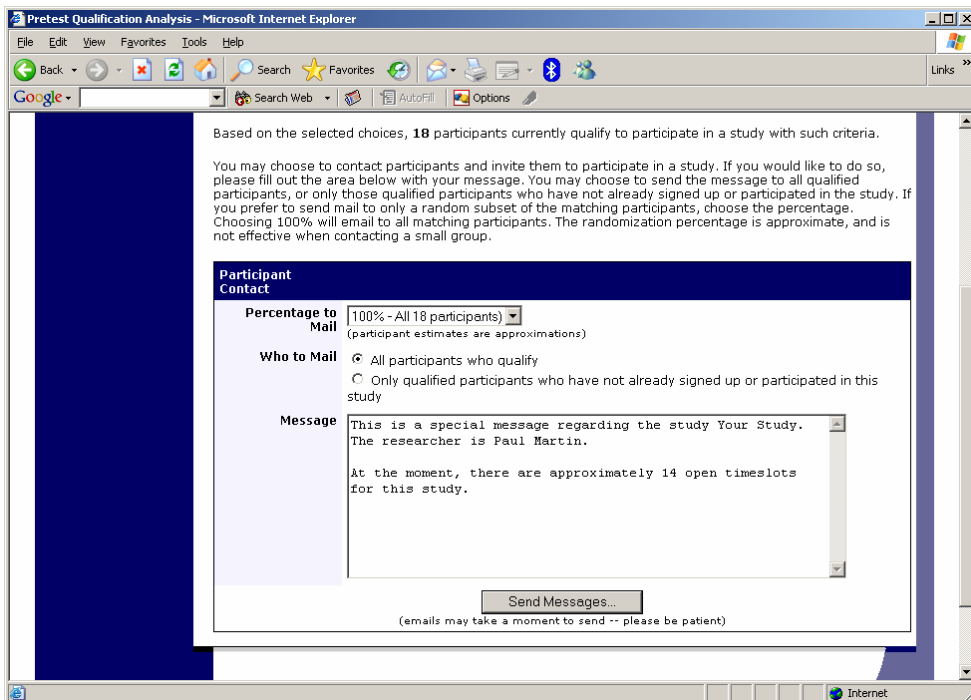 Pretest Qualification Analysis - Microsoft Internet Explorer
File Edit View Favorites Tools Help
Back Search Favorites Links »
Google Search Web AutoFill Options
Based on the selected choices, 18 participants currently qualify to participate in a study with such criteria.
You may choose to contact participants and invite them to participate in a study. If you would like to do so,
please fill out the area below with your message. You may choose to send the message to all qualified
participants, or only those qualified participants who have not already signed up or participated in the study. If
you prefer to send mail to only a random subset of the matching participants, choose the percentage.
Choosing 100% will email to all matching participants. The randomization percentage is approximate, and is
not effective when contacting a small group.
Participant
Contact
Percentage to
Mail
100% - All 18 participants)
(participant estimates are approximations)
Who to Mail
All participants who qualify
Only qualified participants who have not already signed up or participated in this
study
Message
This is a special message regarding the study Your Study.
The researcher is Paul Martin.
At the moment, there are approximately 14 open timeslots
for this study.
Send Messages...
(emails may take a moment to send -- please be patient)
Internet